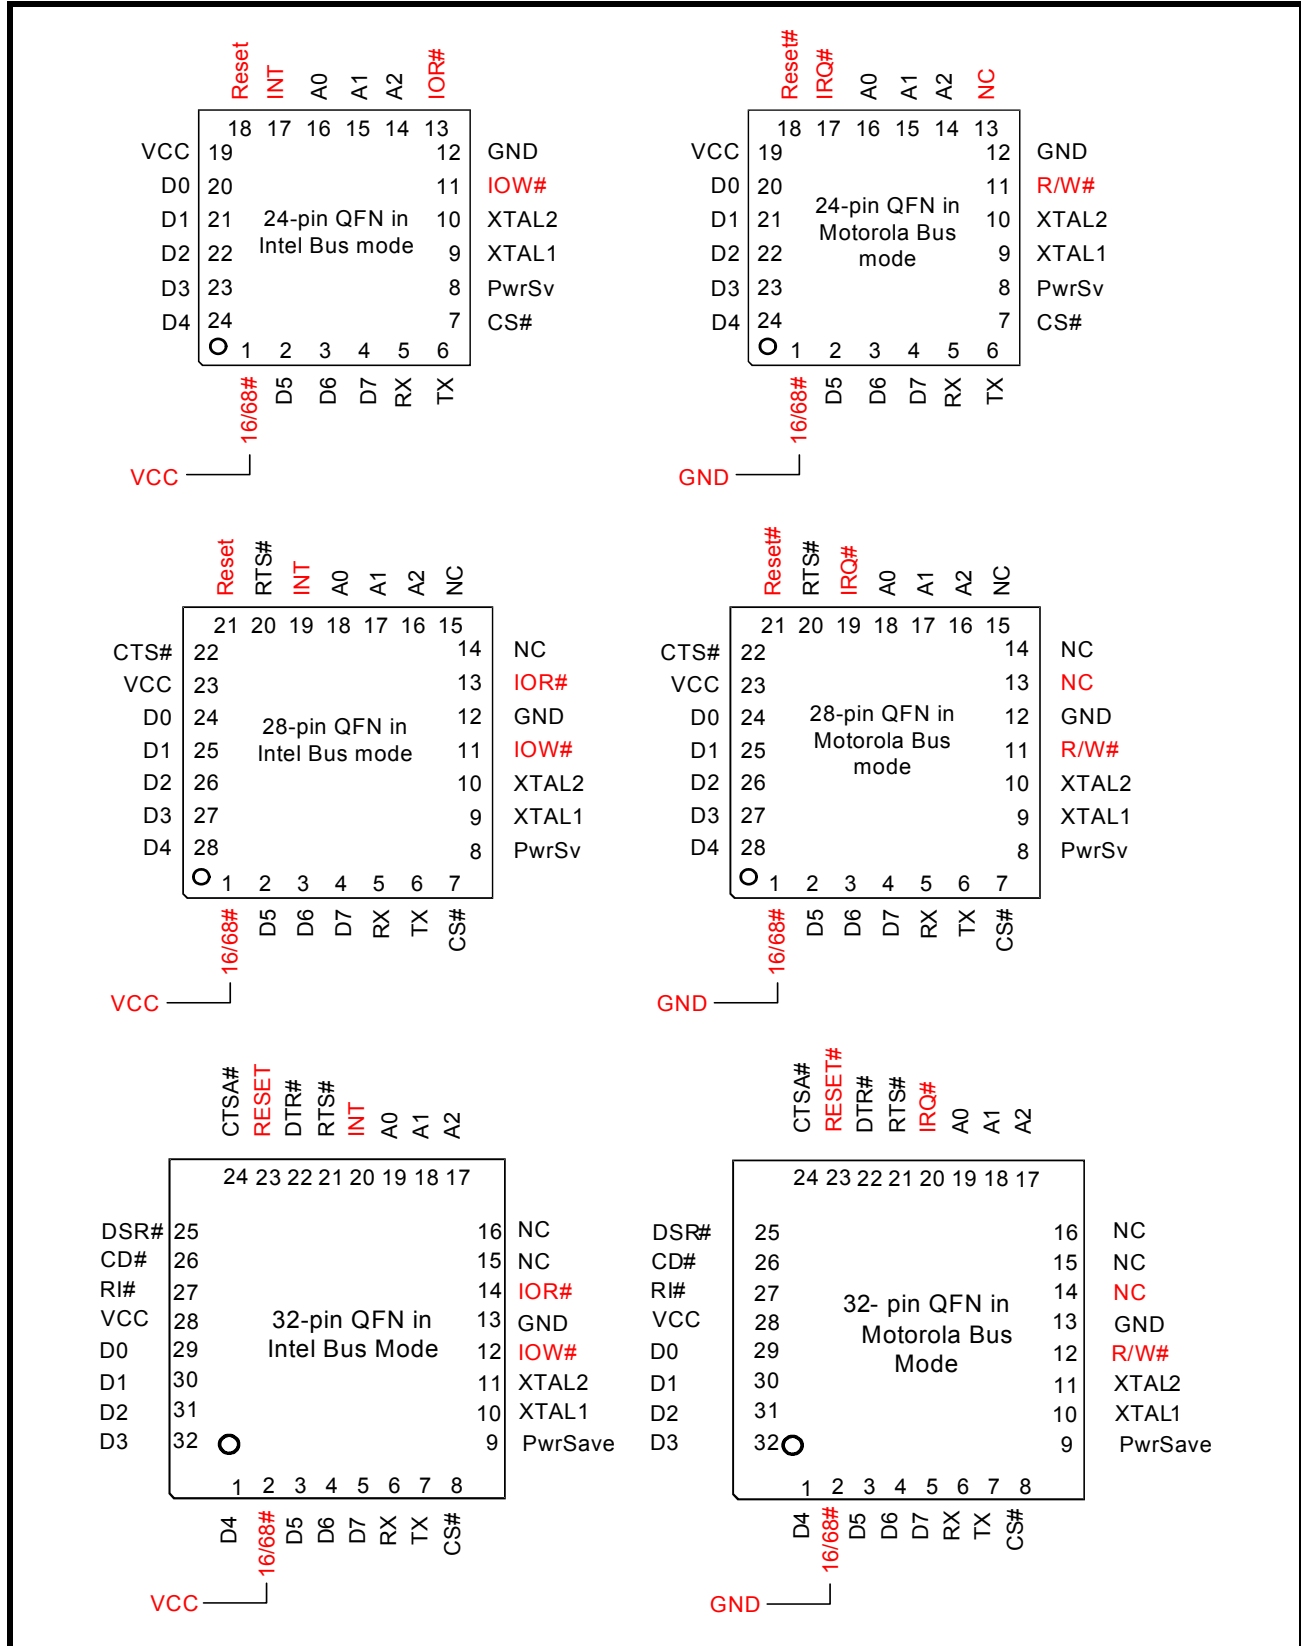 Reset INT A0 A1 A2 IOR#
18 17 16 15 14 13
VCC 19 12 GND
D0 20 11 IOW#
D1 21 10 XTAL2
D2 22 9 XTAL1
D3 23 8 PwrSv
D4 24 7 CS#
24-pin QFN in
Intel Bus mode
1 2 3 4 5 6
16/68# D5 D6 D7 RX TX
VCC
Reset# IRQ# A0 A1 A2 NC
18 17 16 15 14 13
VCC 19 12 GND
D0 20 11 R/W#
D1 21 10 XTAL2
D2 22 9 XTAL1
D3 23 8 PwrSv
D4 24 7 CS#
24-pin QFN in
Motorola Bus
mode
1 2 3 4 5 6
16/68# D5 D6 D7 RX TX
GND
Reset RTS# INT A0 A1 A2 NC
21 20 19 18 17 16 15
CTS# 22 14 NC
VCC 23 13 IOR#
D0 24 12 GND
D1 25 11 IOW#
D2 26 10 XTAL2
D3 27 9 XTAL1
D4 28 8 PwrSv
28-pin QFN in
Intel Bus mode
1 2 3 4 5 6 7
16/68# D5 D6 D7 RX TX CS#
VCC
Reset# RTS# IRQ# A0 A1 A2 NC
21 20 19 18 17 16 15
CTS# 22 14 NC
VCC 23 13 NC
D0 24 12 GND
D1 25 11 R/W#
D2 26 10 XTAL2
D3 27 9 XTAL1
D4 28 8 PwrSv
28-pin QFN in
Motorola Bus
mode
1 2 3 4 5 6 7
16/68# D5 D6 D7 RX TX CS#
GND
CTSA# RESET DTR# RTS# INT A0 A1 A2
24 23 22 21 20 19 18 17
DSR# 25 16 NC
CD# 26 15 NC
RI# 27 14 IOR#
VCC 28 13 GND
D0 29 12 IOW#
D1 30 11 XTAL2
D2 31 10 XTAL1
D3 32 9 PwrSave
32-pin QFN in
Intel Bus Mode
1 2 3 4 5 6 7 8
D4 16/68# D5 D6 D7 RX TX CS#
VCC
CTSA# RESET# DTR# RTS# IRQ# A0 A1 A2
24 23 22 21 20 19 18 17
DSR# 25 16 NC
CD# 26 15 NC
RI# 27 14 NC
VCC 28 13 GND
D0 29 12 R/W#
D1 30 11 XTAL2
D2 31 10 XTAL1
D3 32 9 PwrSave
32- pin QFN in
Motorola Bus
Mode
1 2 3 4 5 6 7 8
D4 16/68# D5 D6 D7 RX TX CS#
GND